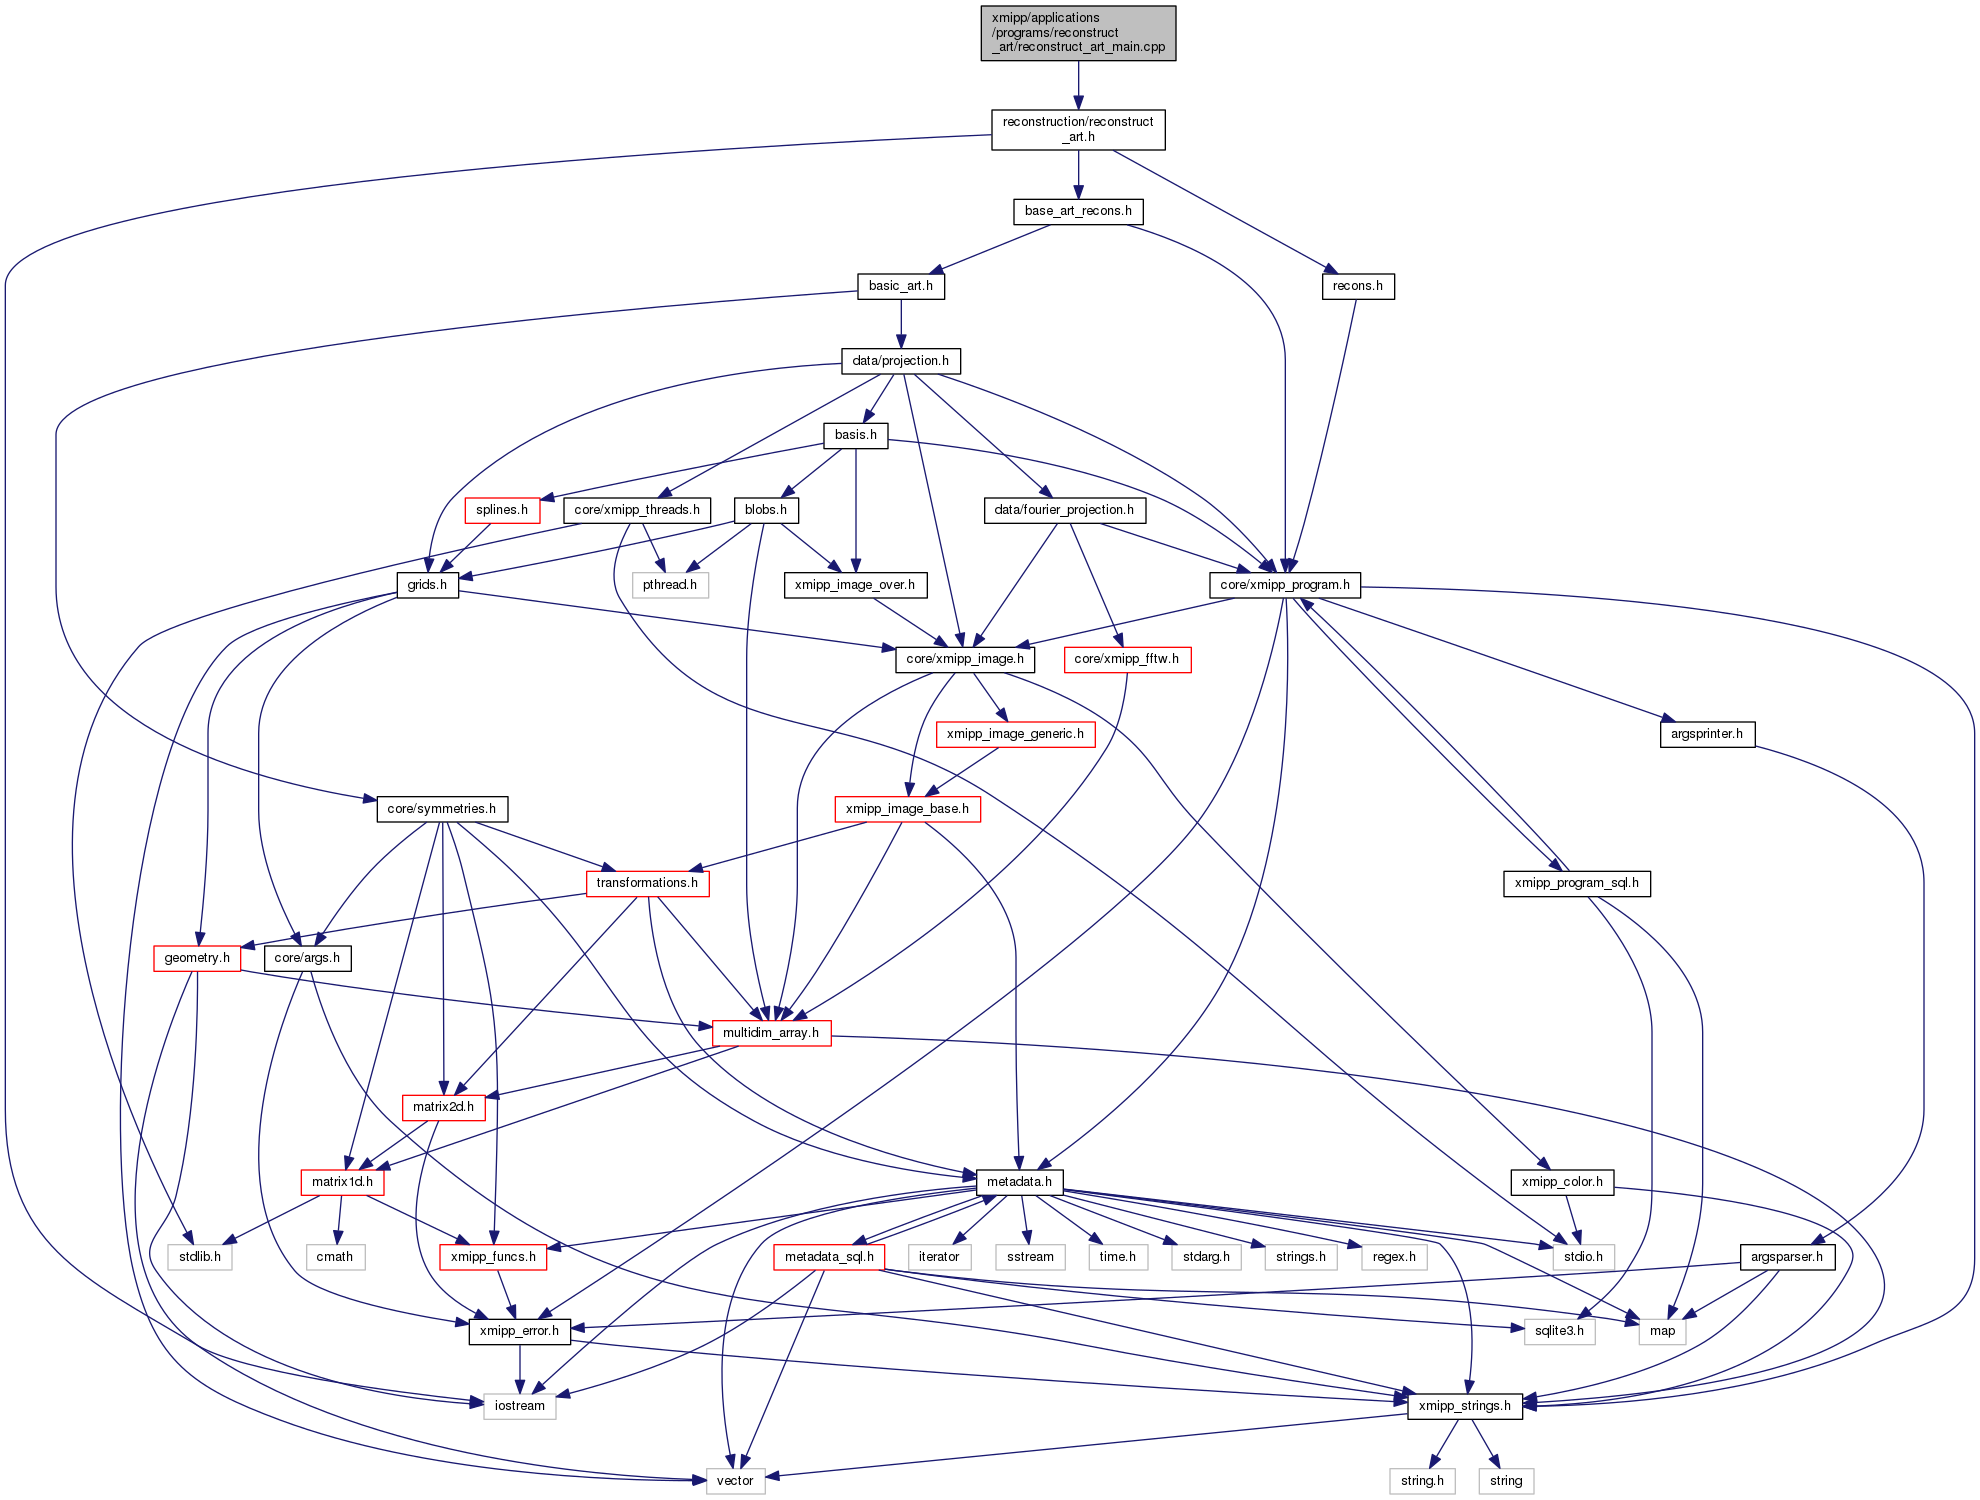 xmipp/applications
/programs/reconstruct
_art/reconstruct_art_main.cpp
reconstruction/reconstruct
_art.h
base_art_recons.h
basic_art.h
recons.h
data/projection.h
basis.h
splines.h
core/xmipp_threads.h
blobs.h
data/fourier_projection.h
grids.h
pthread.h
xmipp_image_over.h
core/xmipp_program.h
core/xmipp_image.h
core/xmipp_fftw.h
xmipp_image_generic.h
argsprinter.h
core/symmetries.h
xmipp_image_base.h
transformations.h
xmipp_program_sql.h
geometry.h
core/args.h
multidim_array.h
matrix2d.h
matrix1d.h
metadata.h
xmipp_color.h
stdlib.h
cmath
xmipp_funcs.h
metadata_sql.h
iterator
sstream
time.h
stdarg.h
strings.h
regex.h
stdio.h
argsparser.h
xmipp_error.h
sqlite3.h
map
iostream
xmipp_strings.h
vector
string.h
string